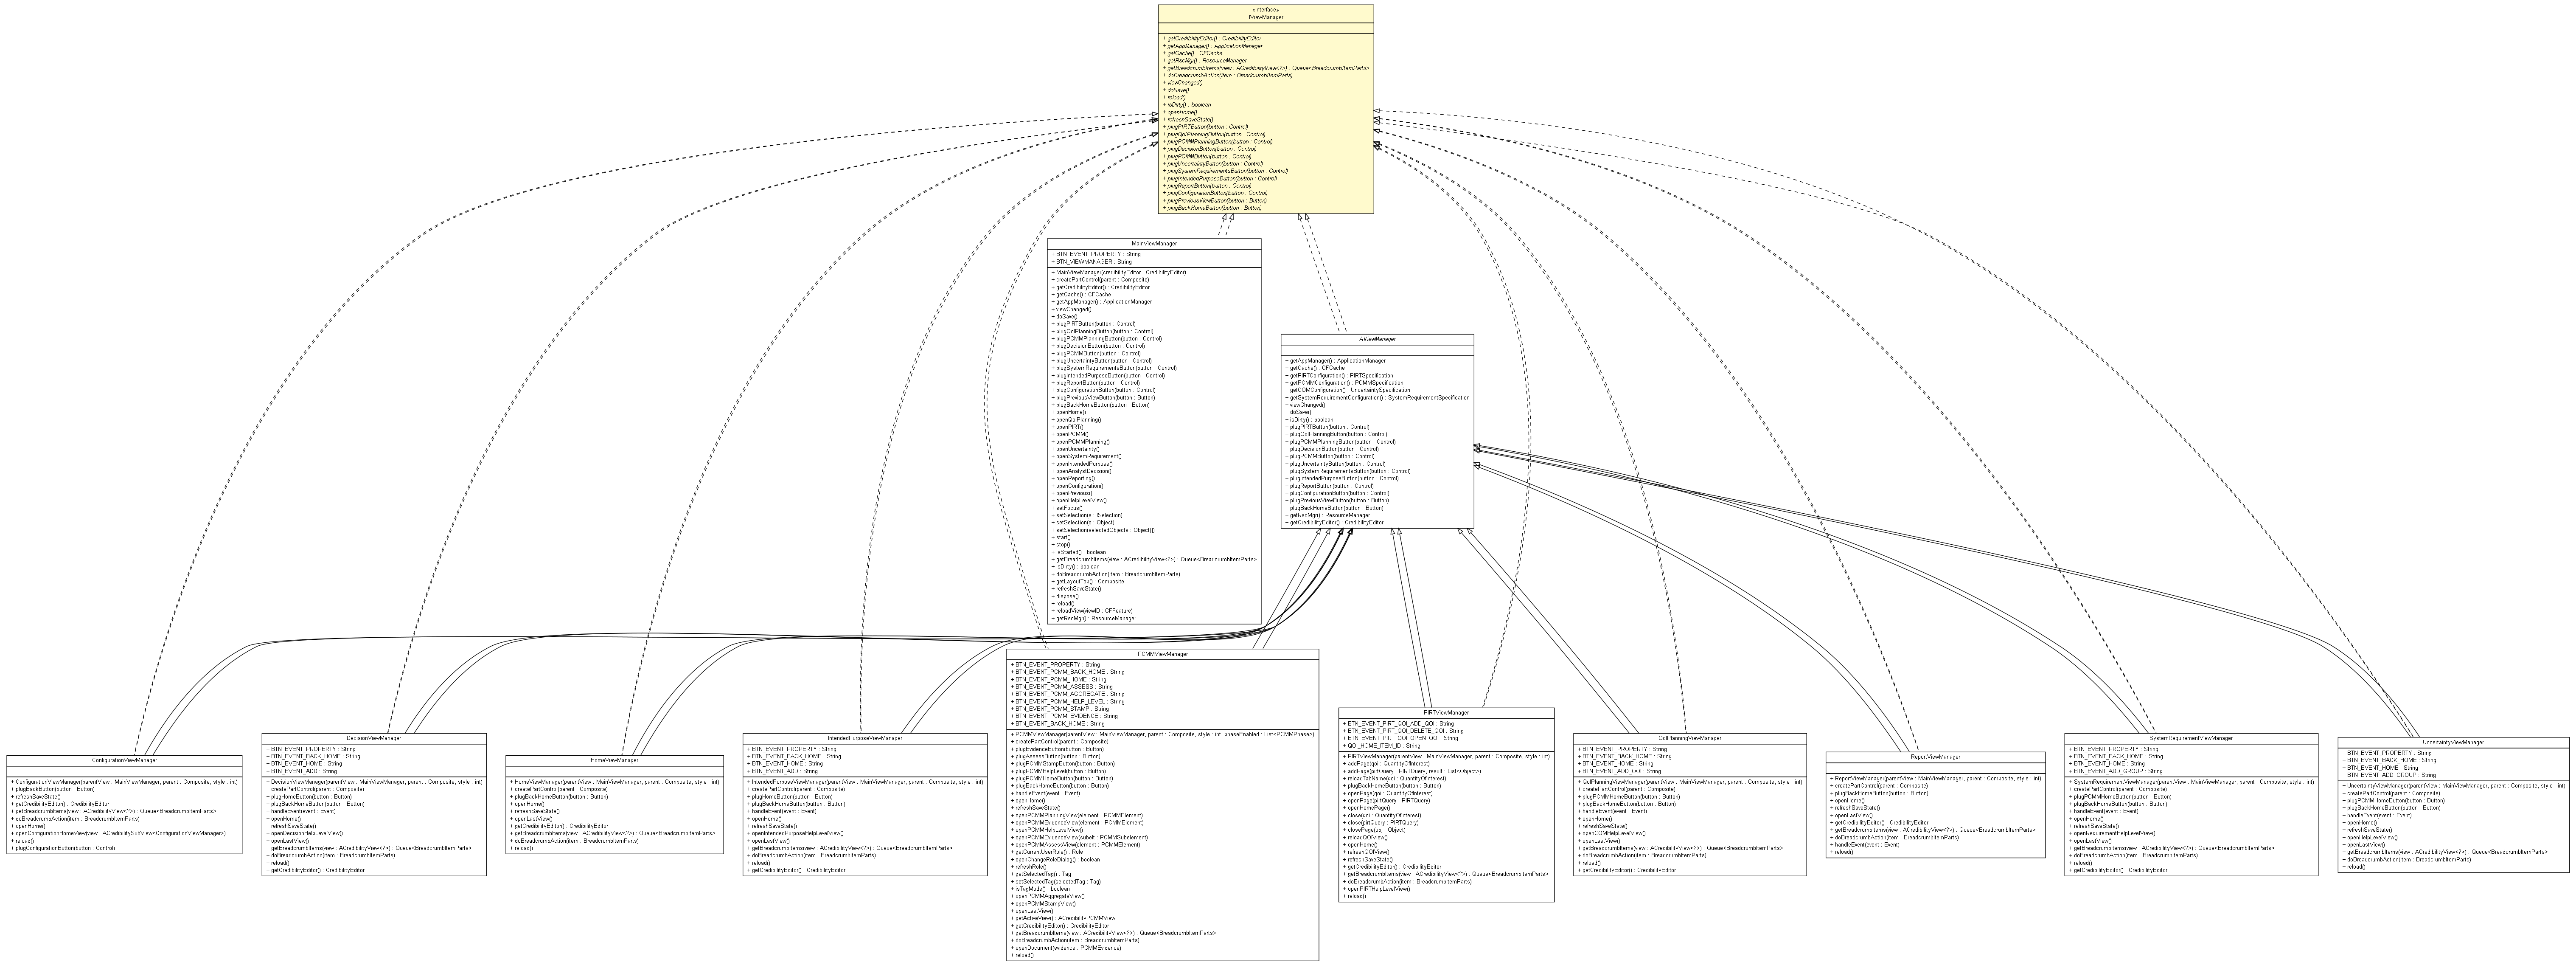 «interface»
IViewManager
+ getCredibilityEditor() : CredibilityEditor
+ getAppManager() : ApplicationManager
+ getCache() : CFCache
+ getRscMgr() : ResourceManager
+ getBreadcrumbItems(view : ACredibilityView<?>) : Queue<BreadcrumbItemParts>
+ doBreadcrumbAction(item : BreadcrumbItemParts)
+ viewChanged()
+ doSave()
+ reload()
+ isDirty() : boolean
+ openHome()
+ refreshSaveState()
+ plugPIRTButton(button : Control)
+ plugQoIPlanningButton(button : Control)
+ plugPCMMPlanningButton(button : Control)
+ plugDecisionButton(button : Control)
+ plugPCMMButton(button : Control)
+ plugUncertaintyButton(button : Control)
+ plugSystemRequirementsButton(button : Control)
+ plugIntendedPurposeButton(button : Control)
+ plugReportButton(button : Control)
+ plugConfigurationButton(button : Control)
+ plugPreviousViewButton(button : Button)
+ plugBackHomeButton(button : Button)
MainViewManager
+ BTN_EVENT_PROPERTY : String
+ BTN_VIEWMANAGER : String
+ MainViewManager(credibilityEditor : CredibilityEditor)
+ createPartControl(parent : Composite)
+ getCredibilityEditor() : CredibilityEditor
+ getCache() : CFCache
+ getAppManager() : ApplicationManager
+ viewChanged()
+ doSave()
+ plugPIRTButton(button : Control)
+ plugQoIPlanningButton(button : Control)
+ plugPCMMPlanningButton(button : Control)
+ plugDecisionButton(button : Control)
+ plugPCMMButton(button : Control)
+ plugUncertaintyButton(button : Control)
+ plugSystemRequirementsButton(button : Control)
+ plugIntendedPurposeButton(button : Control)
+ plugReportButton(button : Control)
+ plugConfigurationButton(button : Control)
+ plugPreviousViewButton(button : Button)
+ plugBackHomeButton(button : Button)
+ openHome()
+ openQoIPlanning()
+ openPIRT()
+ openPCMM()
+ openPCMMPlanning()
+ openUncertainty()
+ openSystemRequirement()
+ openIntendedPurpose()
+ openAnalystDecision()
+ openReporting()
+ openConfiguration()
+ openPrevious()
+ openHelpLevelView()
+ setFocus()
+ setSelection(s : ISelection)
+ setSelection(o : Object)
+ setSelection(selectedObjects : Object[])
+ start()
+ stop()
+ isStarted() : boolean
+ getBreadcrumbItems(view : ACredibilityView<?>) : Queue<BreadcrumbItemParts>
+ isDirty() : boolean
+ doBreadcrumbAction(item : BreadcrumbItemParts)
+ getLayoutTop() : Composite
+ refreshSaveState()
+ dispose()
+ reload()
+ reloadView(viewID : CFFeature)
+ getRscMgr() : ResourceManager
AViewManager
+ getAppManager() : ApplicationManager
+ getCache() : CFCache
+ getPIRTConfiguration() : PIRTSpecification
+ getPCMMConfiguration() : PCMMSpecification
+ getCOMConfiguration() : UncertaintySpecification
+ getSystemRequirementConfiguration() : SystemRequirementSpecification
+ viewChanged()
+ doSave()
+ isDirty() : boolean
+ plugPIRTButton(button : Control)
+ plugQoIPlanningButton(button : Control)
+ plugPCMMPlanningButton(button : Control)
+ plugDecisionButton(button : Control)
+ plugPCMMButton(button : Control)
+ plugUncertaintyButton(button : Control)
+ plugSystemRequirementsButton(button : Control)
+ plugIntendedPurposeButton(button : Control)
+ plugReportButton(button : Control)
+ plugConfigurationButton(button : Control)
+ plugPreviousViewButton(button : Button)
+ plugBackHomeButton(button : Button)
+ getRscMgr() : ResourceManager
+ getCredibilityEditor() : CredibilityEditor
ConfigurationViewManager
+ ConfigurationViewManager(parentView : MainViewManager, parent : Composite, style : int)
+ plugBackButton(button : Button)
+ refreshSaveState()
+ getCredibilityEditor() : CredibilityEditor
+ getBreadcrumbItems(view : ACredibilityView<?>) : Queue<BreadcrumbItemParts>
+ doBreadcrumbAction(item : BreadcrumbItemParts)
+ openHome()
+ openConfigurationHomeView(view : ACredibilitySubView<ConfigurationViewManager>)
+ reload()
+ plugConfigurationButton(button : Control)
DecisionViewManager
+ BTN_EVENT_PROPERTY : String
+ BTN_EVENT_BACK_HOME : String
+ BTN_EVENT_HOME : String
+ BTN_EVENT_ADD : String
+ DecisionViewManager(parentView : MainViewManager, parent : Composite, style : int)
+ createPartControl(parent : Composite)
+ plugHomeButton(button : Button)
+ plugBackHomeButton(button : Button)
+ handleEvent(event : Event)
+ openHome()
+ refreshSaveState()
+ openDecisionHelpLevelView()
+ openLastView()
+ getBreadcrumbItems(view : ACredibilityView<?>) : Queue<BreadcrumbItemParts>
+ doBreadcrumbAction(item : BreadcrumbItemParts)
+ reload()
+ getCredibilityEditor() : CredibilityEditor
HomeViewManager
+ HomeViewManager(parentView : MainViewManager, parent : Composite, style : int)
+ createPartControl(parent : Composite)
+ plugBackHomeButton(button : Button)
+ openHome()
+ refreshSaveState()
+ openLastView()
+ getCredibilityEditor() : CredibilityEditor
+ getBreadcrumbItems(view : ACredibilityView<?>) : Queue<BreadcrumbItemParts>
+ doBreadcrumbAction(item : BreadcrumbItemParts)
+ reload()
IntendedPurposeViewManager
+ BTN_EVENT_PROPERTY : String
+ BTN_EVENT_BACK_HOME : String
+ BTN_EVENT_HOME : String
+ BTN_EVENT_ADD : String
+ IntendedPurposeViewManager(parentView : MainViewManager, parent : Composite, style : int)
+ createPartControl(parent : Composite)
+ plugHomeButton(button : Button)
+ plugBackHomeButton(button : Button)
+ handleEvent(event : Event)
+ openHome()
+ refreshSaveState()
+ openIntendedPurposeHelpLevelView()
+ openLastView()
+ getBreadcrumbItems(view : ACredibilityView<?>) : Queue<BreadcrumbItemParts>
+ doBreadcrumbAction(item : BreadcrumbItemParts)
+ reload()
+ getCredibilityEditor() : CredibilityEditor
PCMMViewManager
+ BTN_EVENT_PROPERTY : String
+ BTN_EVENT_PCMM_BACK_HOME : String
+ BTN_EVENT_PCMM_HOME : String
+ BTN_EVENT_PCMM_ASSESS : String
+ BTN_EVENT_PCMM_AGGREGATE : String
+ BTN_EVENT_PCMM_HELP_LEVEL : String
+ BTN_EVENT_PCMM_STAMP : String
+ BTN_EVENT_PCMM_EVIDENCE : String
+ BTN_EVENT_BACK_HOME : String
+ PCMMViewManager(parentView : MainViewManager, parent : Composite, style : int, phaseEnabled : List<PCMMPhase>)
+ createPartControl(parent : Composite)
+ plugEvidenceButton(button : Button)
+ plugAssessButton(button : Button)
+ plugPCMMStampButton(button : Button)
+ plugPCMMHelpLevel(button : Button)
+ plugPCMMHomeButton(button : Button)
+ plugBackHomeButton(button : Button)
+ handleEvent(event : Event)
+ openHome()
+ refreshSaveState()
+ openPCMMPlanningView(element : PCMMElement)
+ openPCMMEvidenceView(element : PCMMElement)
+ openPCMMHelpLevelView()
+ openPCMMEvidenceView(subelt : PCMMSubelement)
+ openPCMMAssessView(element : PCMMElement)
+ getCurrentUserRole() : Role
+ openChangeRoleDialog() : boolean
+ refreshRole()
+ getSelectedTag() : Tag
+ setSelectedTag(selectedTag : Tag)
+ isTagMode() : boolean
+ openPCMMAggregateView()
+ openPCMMStampView()
+ openLastView()
+ getActiveView() : ACredibilityPCMMView
+ getCredibilityEditor() : CredibilityEditor
+ getBreadcrumbItems(view : ACredibilityView<?>) : Queue<BreadcrumbItemParts>
+ doBreadcrumbAction(item : BreadcrumbItemParts)
+ openDocument(evidence : PCMMEvidence)
+ reload()
PIRTViewManager
+ BTN_EVENT_PIRT_QOI_ADD_QOI : String
+ BTN_EVENT_PIRT_QOI_DELETE_QOI : String
+ BTN_EVENT_PIRT_QOI_OPEN_QOI : String
+ QOI_HOME_ITEM_ID : String
+ PIRTViewManager(parentView : MainViewManager, parent : Composite, style : int)
+ addPage(qoi : QuantityOfInterest)
+ addPage(pirtQuery : PIRTQuery, result : List<Object>)
+ reloadTabName(qoi : QuantityOfInterest)
+ plugBackHomeButton(button : Button)
+ openPage(qoi : QuantityOfInterest)
+ openPage(pirtQuery : PIRTQuery)
+ openHomePage()
+ close(qoi : QuantityOfInterest)
+ close(pirtQuery : PIRTQuery)
+ closePage(obj : Object)
+ reloadQOIView()
+ openHome()
+ refreshQOIView()
+ refreshSaveState()
+ getCredibilityEditor() : CredibilityEditor
+ getBreadcrumbItems(view : ACredibilityView<?>) : Queue<BreadcrumbItemParts>
+ doBreadcrumbAction(item : BreadcrumbItemParts)
+ openPIRTHelpLevelView()
+ reload()
QoIPlanningViewManager
+ BTN_EVENT_PROPERTY : String
+ BTN_EVENT_BACK_HOME : String
+ BTN_EVENT_HOME : String
+ BTN_EVENT_ADD_QOI : String
+ QoIPlanningViewManager(parentView : MainViewManager, parent : Composite, style : int)
+ createPartControl(parent : Composite)
+ plugPCMMHomeButton(button : Button)
+ plugBackHomeButton(button : Button)
+ handleEvent(event : Event)
+ openHome()
+ refreshSaveState()
+ openCOMHelpLevelView()
+ openLastView()
+ getBreadcrumbItems(view : ACredibilityView<?>) : Queue<BreadcrumbItemParts>
+ doBreadcrumbAction(item : BreadcrumbItemParts)
+ reload()
+ getCredibilityEditor() : CredibilityEditor
ReportViewManager
+ ReportViewManager(parentView : MainViewManager, parent : Composite, style : int)
+ createPartControl(parent : Composite)
+ plugBackHomeButton(button : Button)
+ openHome()
+ refreshSaveState()
+ openLastView()
+ getCredibilityEditor() : CredibilityEditor
+ getBreadcrumbItems(view : ACredibilityView<?>) : Queue<BreadcrumbItemParts>
+ doBreadcrumbAction(item : BreadcrumbItemParts)
+ handleEvent(event : Event)
+ reload()
SystemRequirementViewManager
+ BTN_EVENT_PROPERTY : String
+ BTN_EVENT_BACK_HOME : String
+ BTN_EVENT_HOME : String
+ BTN_EVENT_ADD_GROUP : String
+ SystemRequirementViewManager(parentView : MainViewManager, parent : Composite, style : int)
+ createPartControl(parent : Composite)
+ plugPCMMHomeButton(button : Button)
+ plugBackHomeButton(button : Button)
+ handleEvent(event : Event)
+ openHome()
+ refreshSaveState()
+ openRequirementHelpLevelView()
+ openLastView()
+ getBreadcrumbItems(view : ACredibilityView<?>) : Queue<BreadcrumbItemParts>
+ doBreadcrumbAction(item : BreadcrumbItemParts)
+ reload()
+ getCredibilityEditor() : CredibilityEditor
UncertaintyViewManager
+ BTN_EVENT_PROPERTY : String
+ BTN_EVENT_BACK_HOME : String
+ BTN_EVENT_HOME : String
+ BTN_EVENT_ADD_GROUP : String
+ UncertaintyViewManager(parentView : MainViewManager, parent : Composite, style : int)
+ createPartControl(parent : Composite)
+ plugPCMMHomeButton(button : Button)
+ plugBackHomeButton(button : Button)
+ handleEvent(event : Event)
+ openHome()
+ refreshSaveState()
+ openHelpLevelView()
+ openLastView()
+ getBreadcrumbItems(view : ACredibilityView<?>) : Queue<BreadcrumbItemParts>
+ doBreadcrumbAction(item : BreadcrumbItemParts)
+ reload()